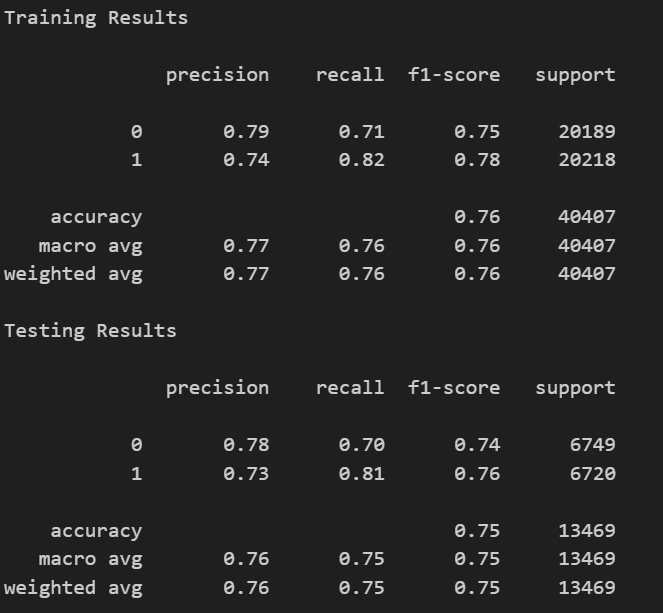 Training Results
precision recall f1-score support
0 0.79 0.71 0.75 20189
1 0.74 0.82 0.78 20218
accuracy 0.76 40407
macro avg 0.77 0.76 0.76 40407
weighted avg 0.77 0.76 0.76 40407
Testing Results
precision recall f1-score support
0 0.78 0.70 0.74 6749
1 0.73 0.81 0.76 6720
accuracy 0.75 13469
macro avg 0.76 0.75 0.75 13469
weighted avg 0.76 0.75 0.75 13469